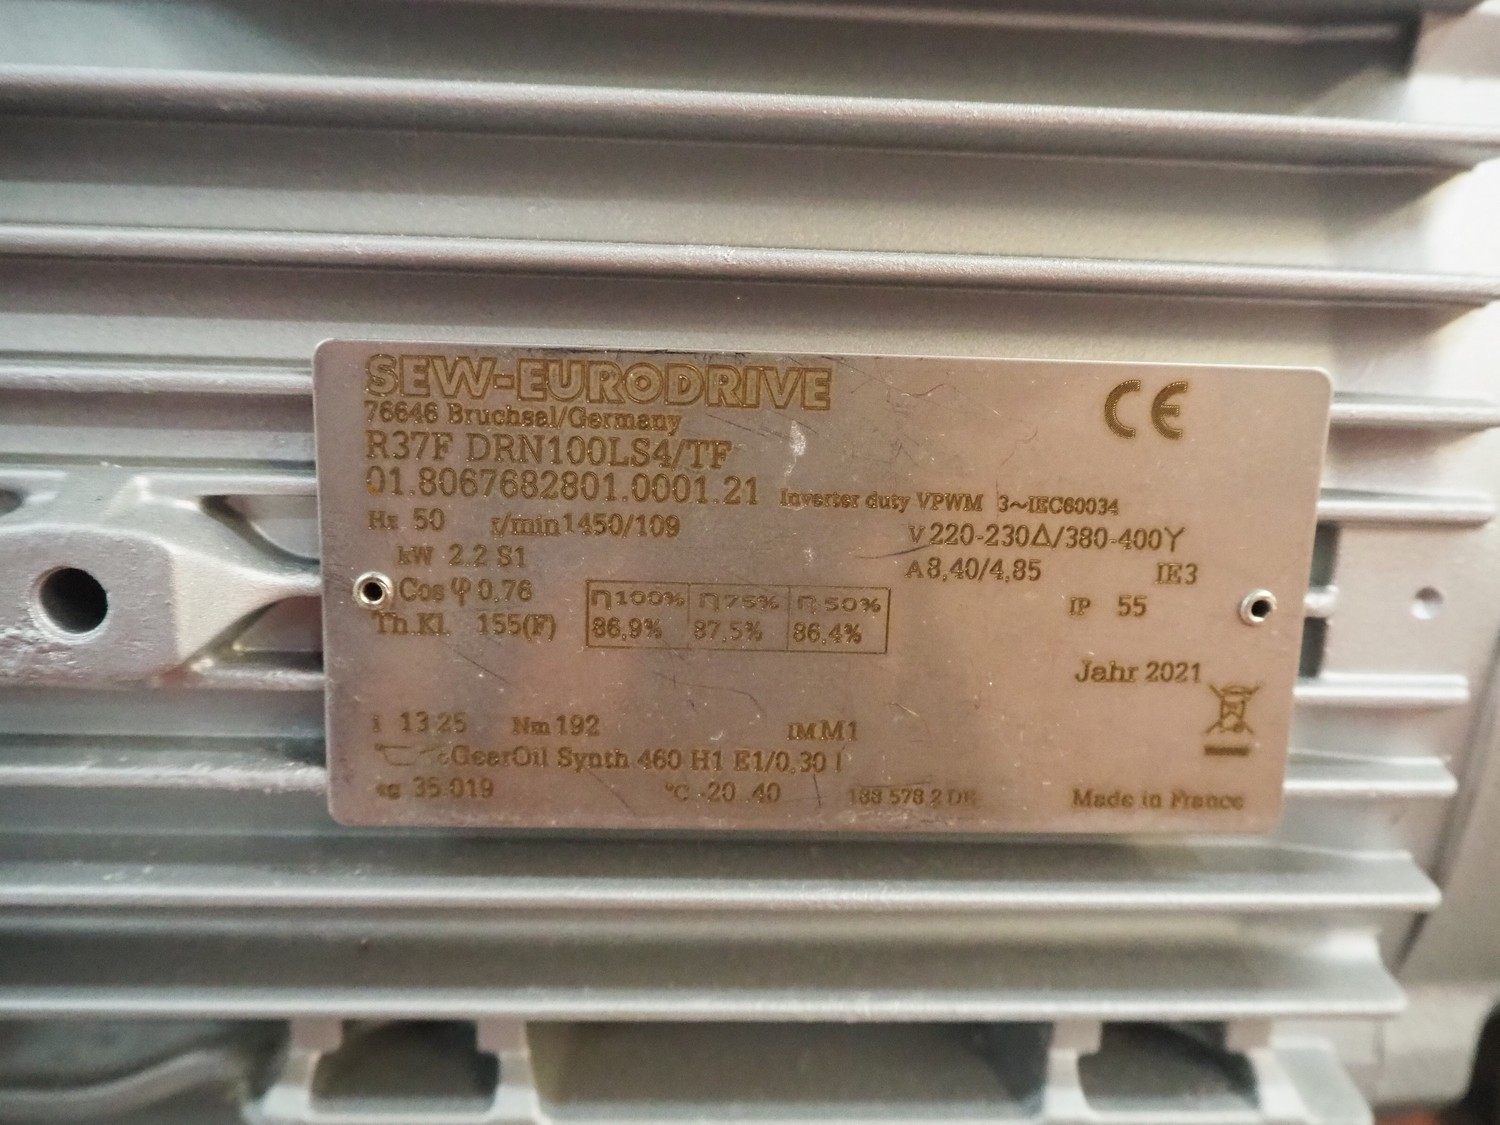 SEW-EURODRIVE
CE
76646 Bruchsal/Germany
R37F DRN100LS4/TF
01.8067682801.0001.21 Inverter duty VPWM 3~IEC60034
Hz 50 r/min 1450/109 V 220-230Δ/380-400Y
kW 2.2 S1 A 8,40/4,85 IE3
Cos φ 0,76 η 100% η 75% η 50% IP 55
Th.Kl. 155(F) 86,9% 87,5% 86,4%
Jahr 2021
i 13.25 Nm 192 IM M1
GearOil Synth 460 H1 E1/0,30 l
kg 35.019 °C -20 .40 188 578 2 DE Made in France